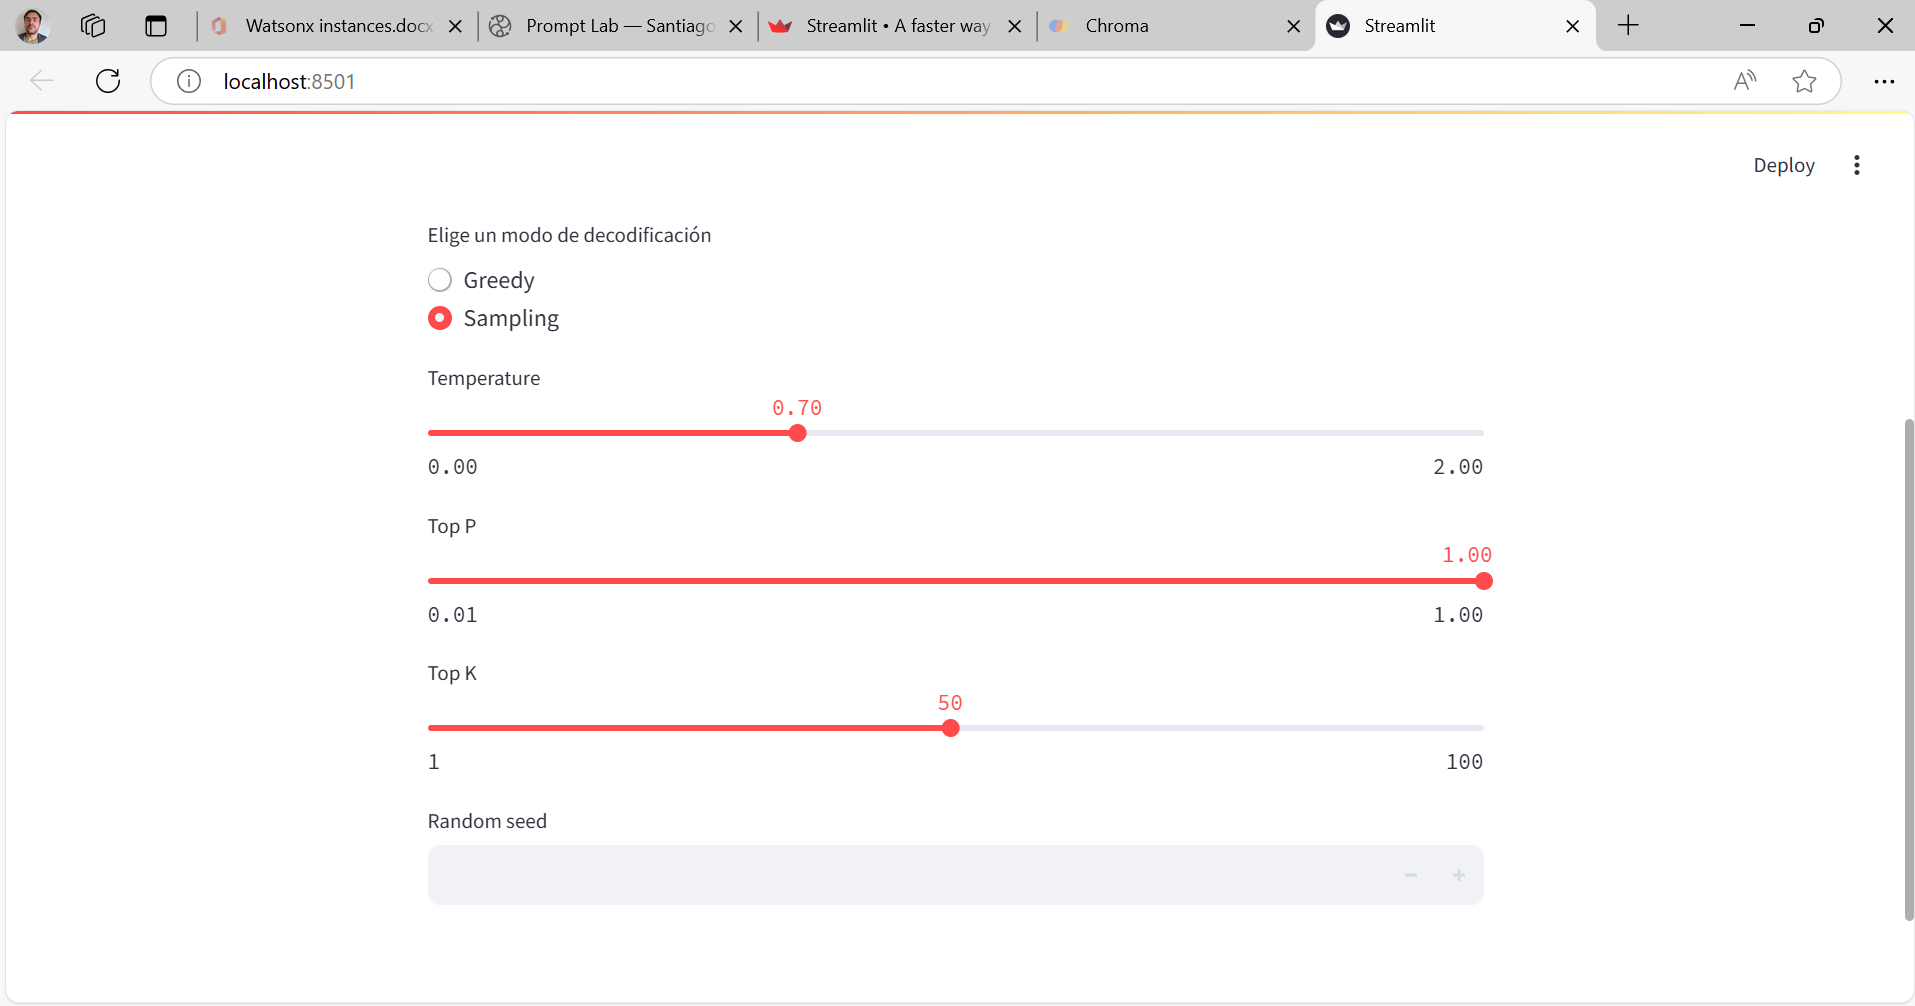 Watsonx instances.docx
Prompt Lab — Santiago
Streamlit • A faster way
Chroma
Streamlit
localhost:8501
Deploy
Elige un modo de decodificación
Greedy
Sampling
Temperature
0.70
0.00 2.00
Top P
1.00
0.01 1.00
Top K
50
1 100
Random seed